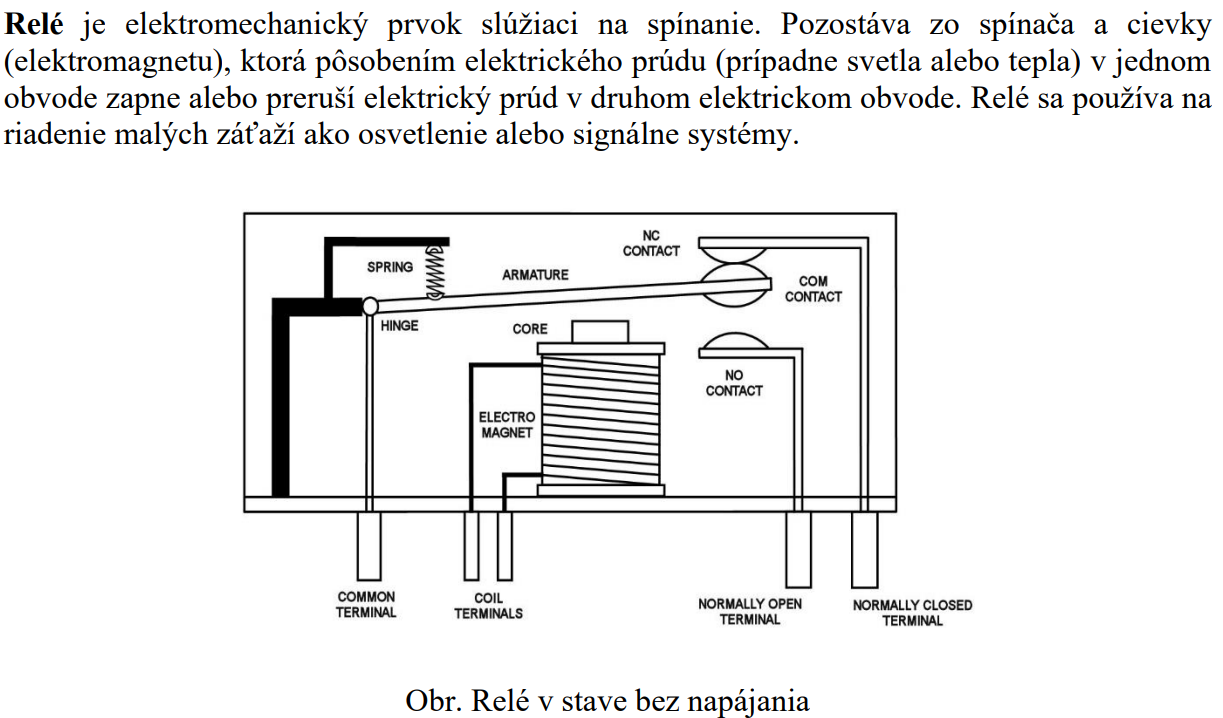 Relé je elektromechanický prvok slúžiaci na spínanie. Pozostáva zo spínača a cievky
(elektromagnetu), ktorá pôsobením elektrického prúdu (prípadne svetla alebo tepla) v jednom
obvode zapne alebo preruší elektrický prúd v druhom elektrickom obvode. Relé sa používa na
riadenie malých záťaží ako osvetlenie alebo signálne systémy.
NC
CONTACT
SPRING
ARMATURE
COM
CONTACT
HINGE
CORE
NO
CONTACT
ELECTRO
MAGNET
COMMON
TERMINAL
COIL
TERMINALS
NORMALLY OPEN
TERMINAL
NORMALLY CLOSED
TERMINAL
Obr. Relé v stave bez napájania